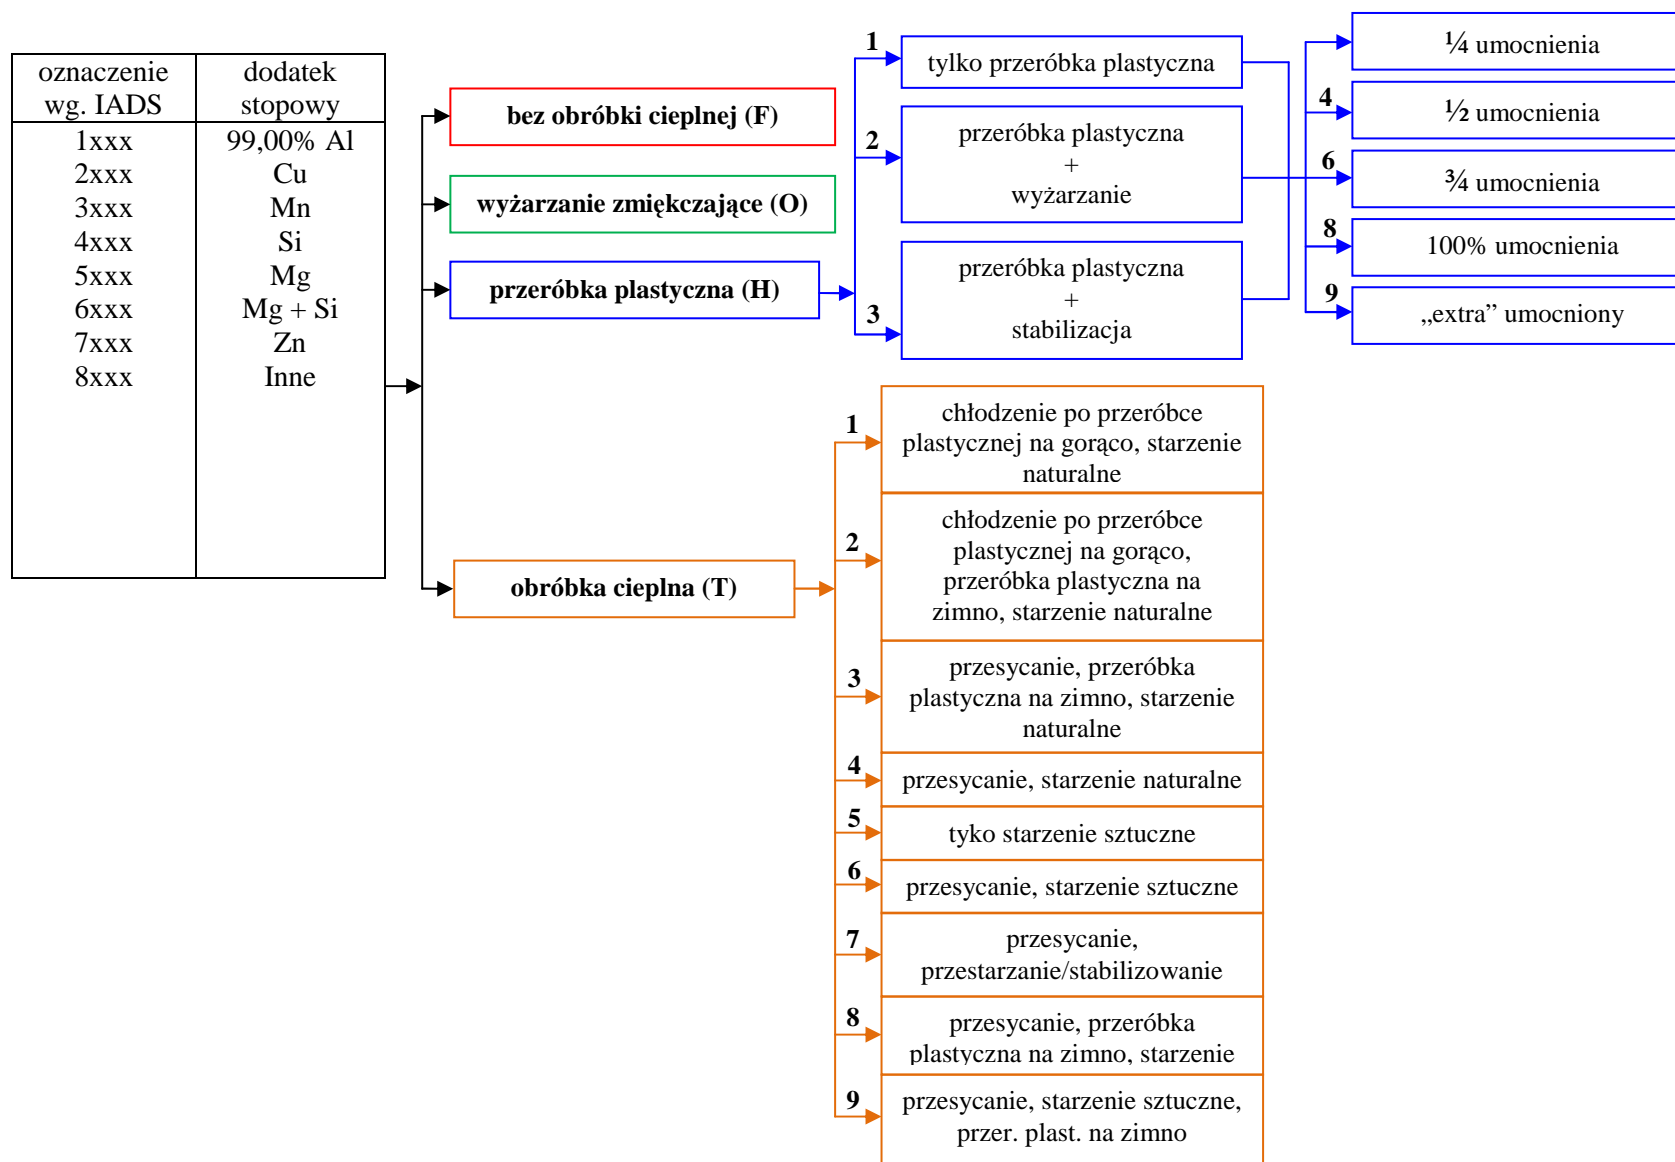 oznaczenie
wg. IADS
dodatek
stopowy
1xxx 99,00% Al
2xxx Cu
3xxx Mn
4xxx Si
5xxx Mg
6xxx Mg + Si
7xxx Zn
8xxx Inne
bez obróbki cieplnej (F)
wyżarzanie zmiękczające (O)
przeróbka plastyczna (H)
obróbka cieplna (T)
1
tylko przeróbka plastyczna
2
przeróbka plastyczna
+
wyżarzanie
3
przeróbka plastyczna
+
stabilizacja
¼ umocnienia
4
½ umocnienia
6
¾ umocnienia
8
100% umocnienia
9
„extra” umocniony
1
chłodzenie po przeróbce
plastycznej na gorąco, starzenie
naturalne
2
chłodzenie po przeróbce
plastycznej na gorąco,
przeróbka plastyczna na
zimno, starzenie naturalne
3
przesycanie, przeróbka
plastyczna na zimno, starzenie
naturalne
4
przesycanie, starzenie naturalne
5
tyko starzenie sztuczne
6
przesycanie, starzenie sztuczne
7
przesycanie,
przestarzanie/stabilizowanie
8
przesycanie, przeróbka
plastyczna na zimno, starzenie
9
przesycanie, starzenie sztuczne,
przer. plast. na zimno